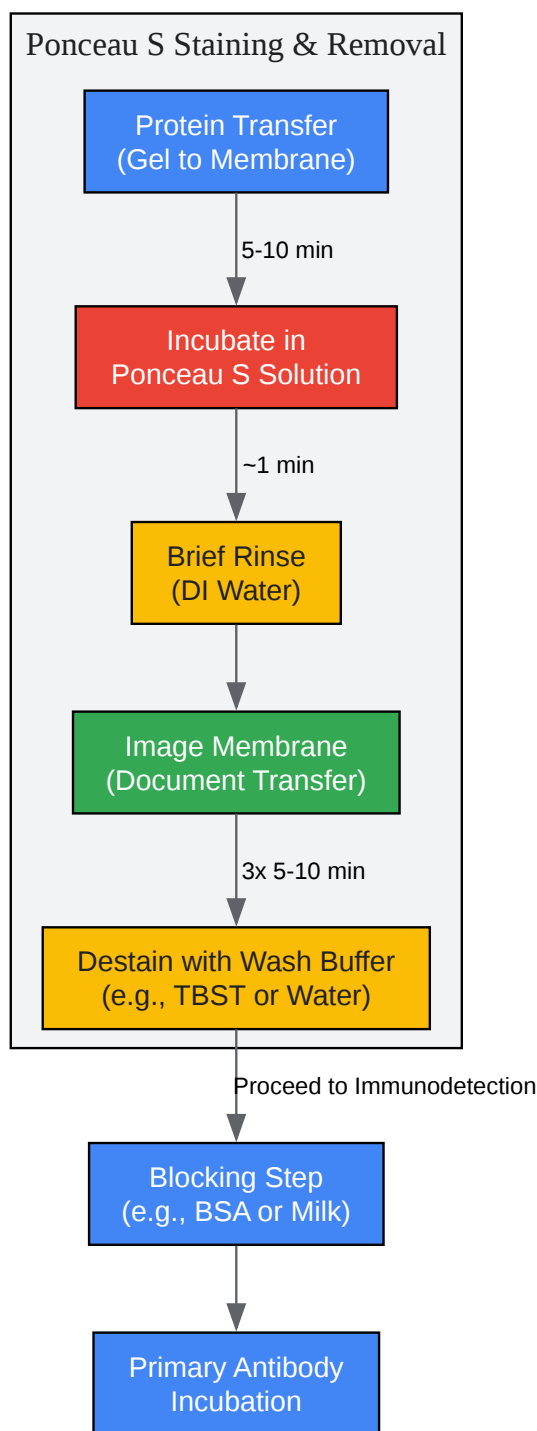 Ponceau S Staining & Removal
Protein Transfer
(Gel to Membrane)
5-10 min
Incubate in
Ponceau S Solution
~1 min
Brief Rinse
(DI Water)
Image Membrane
(Document Transfer)
3x 5-10 min
Destain with Wash Buffer
(e.g., TBST or Water)
Proceed to Immunodetection
Blocking Step
(e.g., BSA or Milk)
Primary Antibody
Incubation